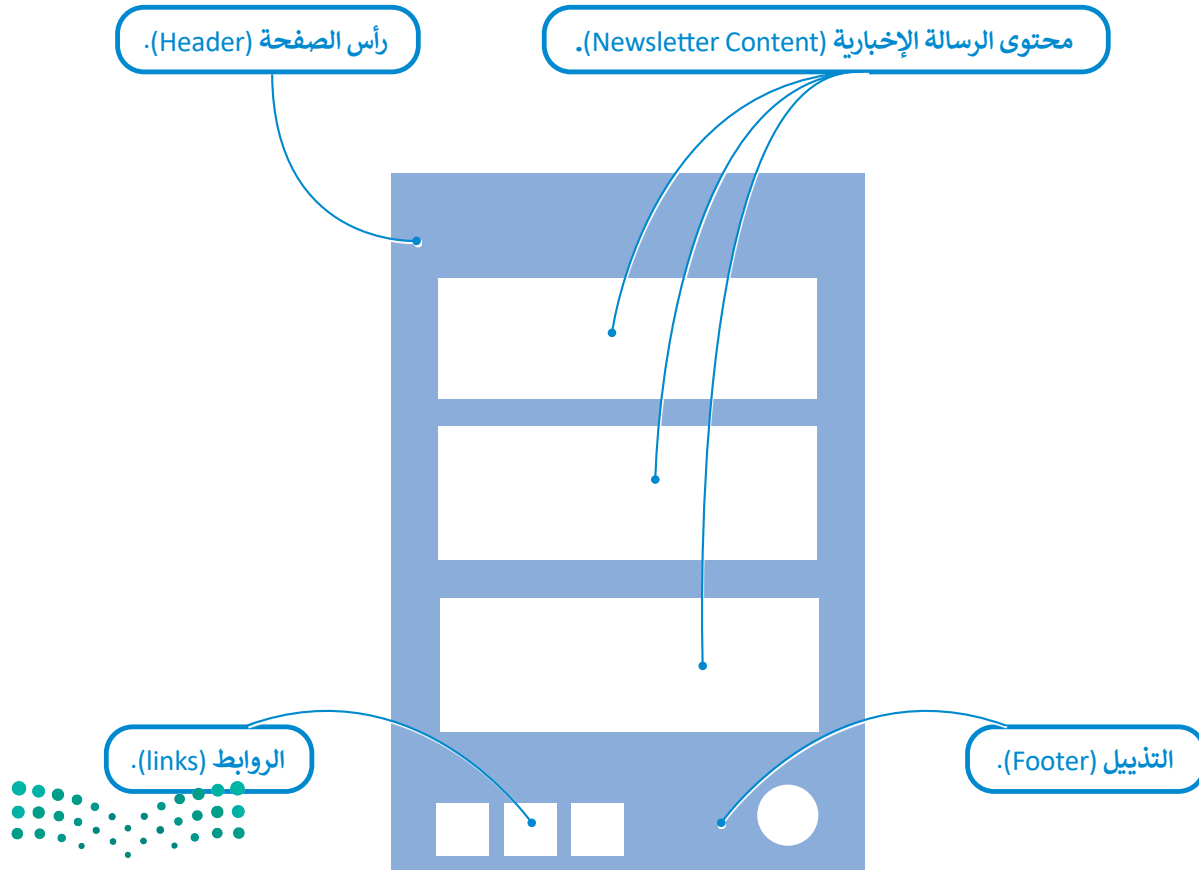 محتوى الرسالة الإخبارية (Newsletter Content).
رأس الصفحة (Header).
التذييل (Footer).
الروابط (links).